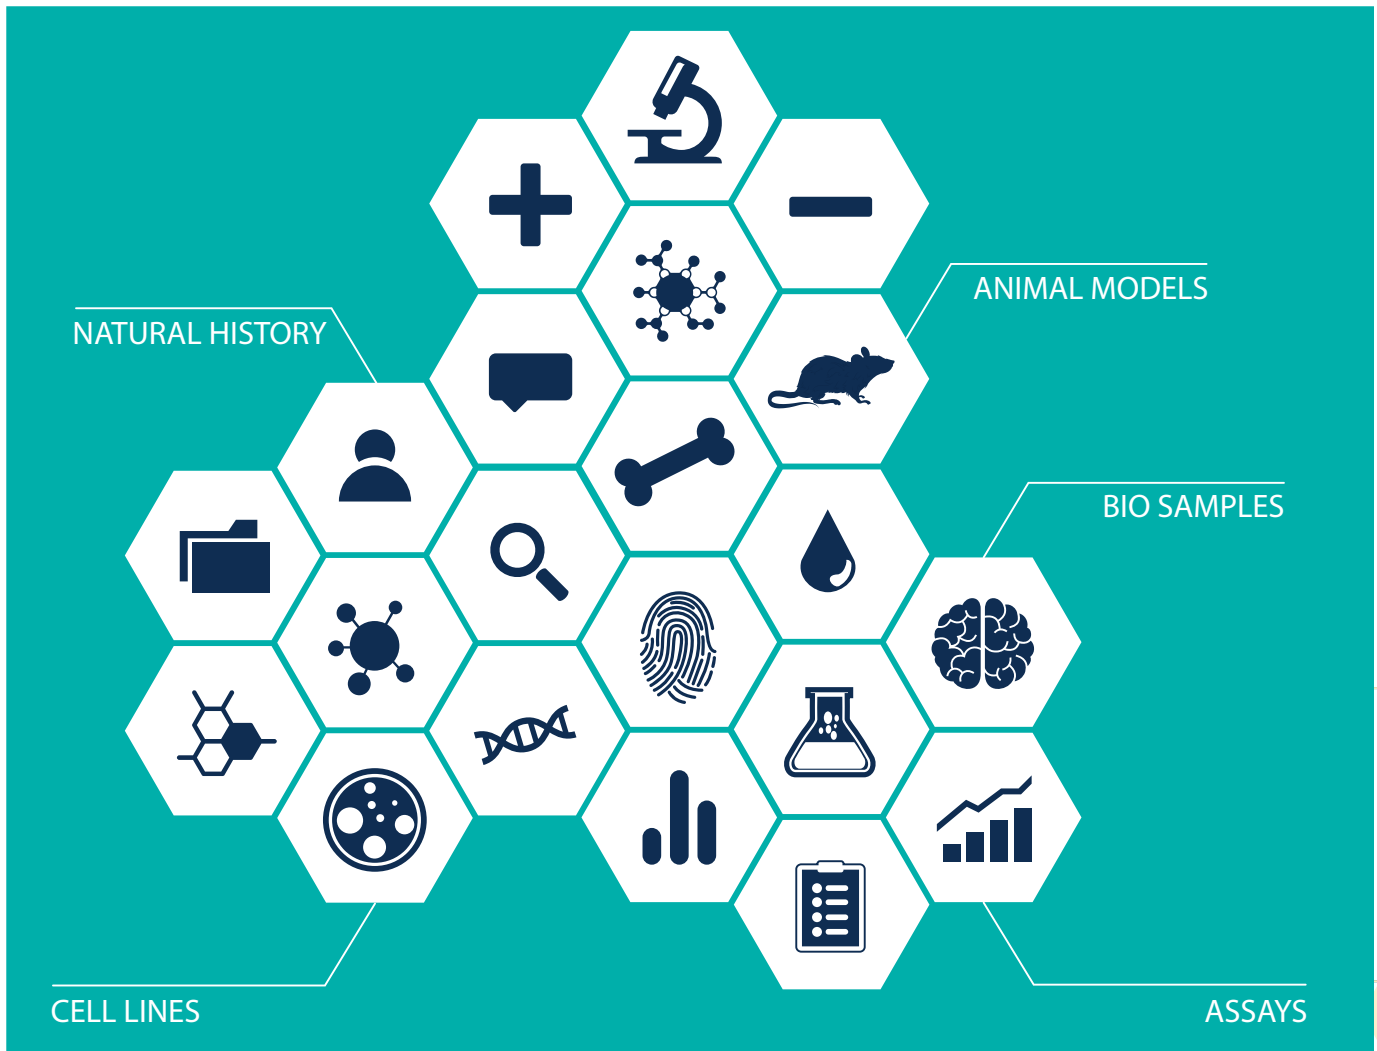 ANIMAL MODELS
NATURAL HISTORY
BIO SAMPLES
CELL LINES
ASSAYS